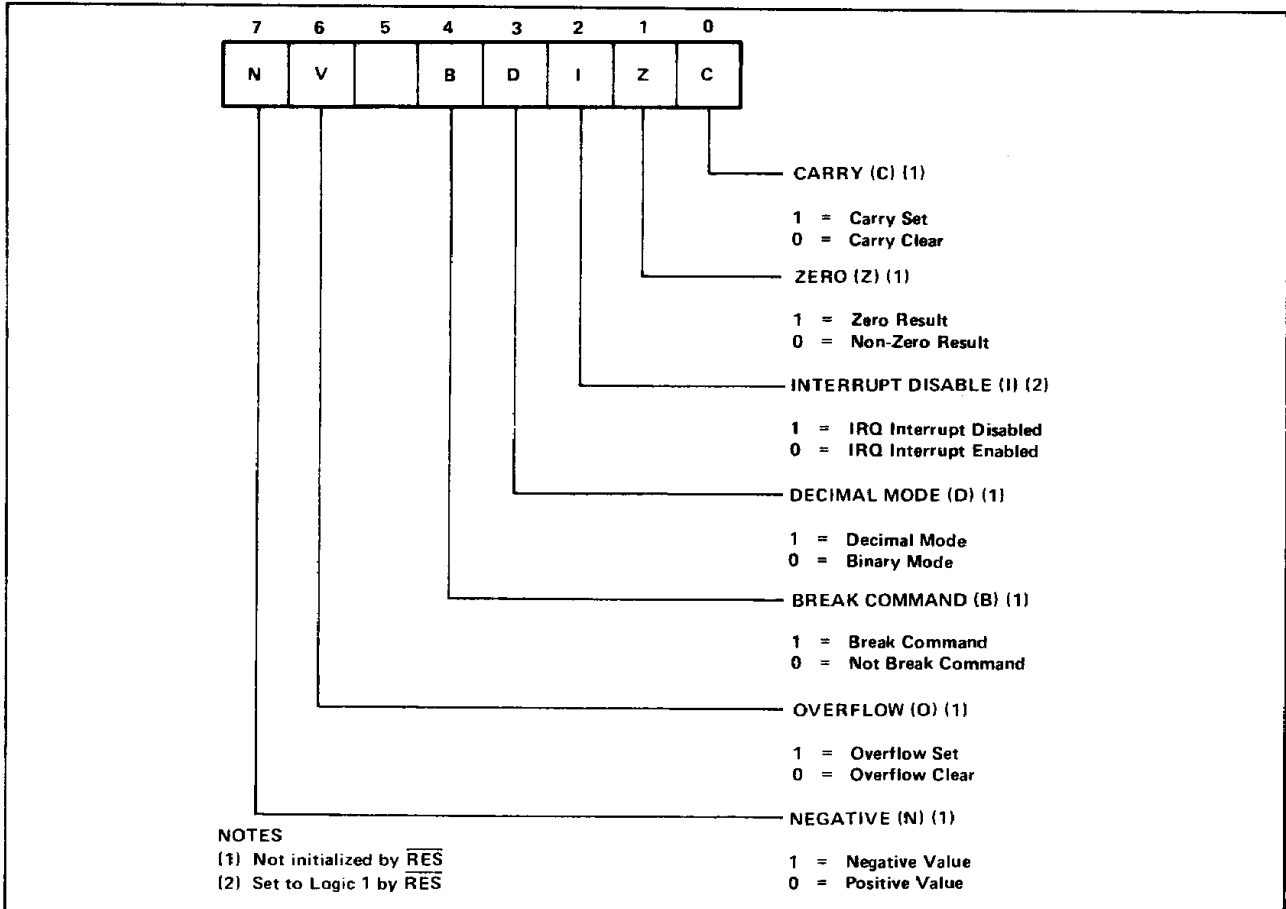 7 6 5 4 3 2 1 0
N V B D I Z C
CARRY (C) (1)
1 = Carry Set
0 = Carry Clear
ZERO (Z) (1)
1 = Zero Result
0 = Non-Zero Result
INTERRUPT DISABLE (I) (2)
1 = IRQ Interrupt Disabled
0 = IRQ Interrupt Enabled
DECIMAL MODE (D) (1)
1 = Decimal Mode
0 = Binary Mode
BREAK COMMAND (B) (1)
1 = Break Command
0 = Not Break Command
OVERFLOW (O) (1)
1 = Overflow Set
0 = Overflow Clear
NEGATIVE (N) (1)
1 = Negative Value
0 = Positive Value
NOTES
(1) Not initialized by R̅E̅S̅
(2) Set to Logic 1 by R̅E̅S̅